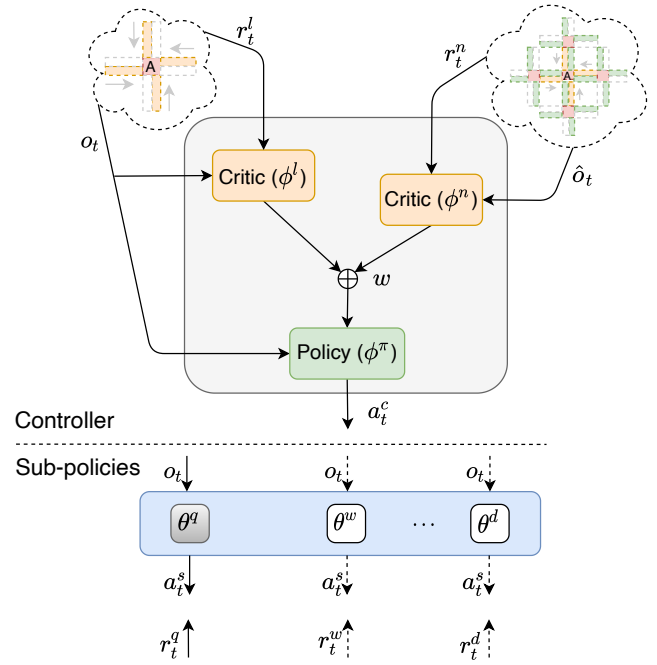 A
r_t^l
r_t^n
A
o_t
ô_t
Critic (ϕ^l)
Critic (ϕ^n)
w
Policy (ϕ^π)
a_t^c
Controller
Sub-policies
o_t o_t o_t
θ^q θ^w ⋯ θ^d
a_t^s a_t^s a_t^s
r_t^q r_t^w r_t^d